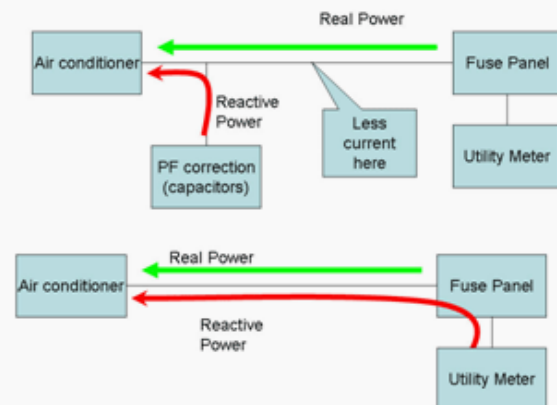 Real Power
Air conditioner
Fuse Panel
Reactive
Power
Less
current
here
PF correction
(capacitors)
Utility Meter
Real Power
Air conditioner
Fuse Panel
Reactive
Power
Utility Meter